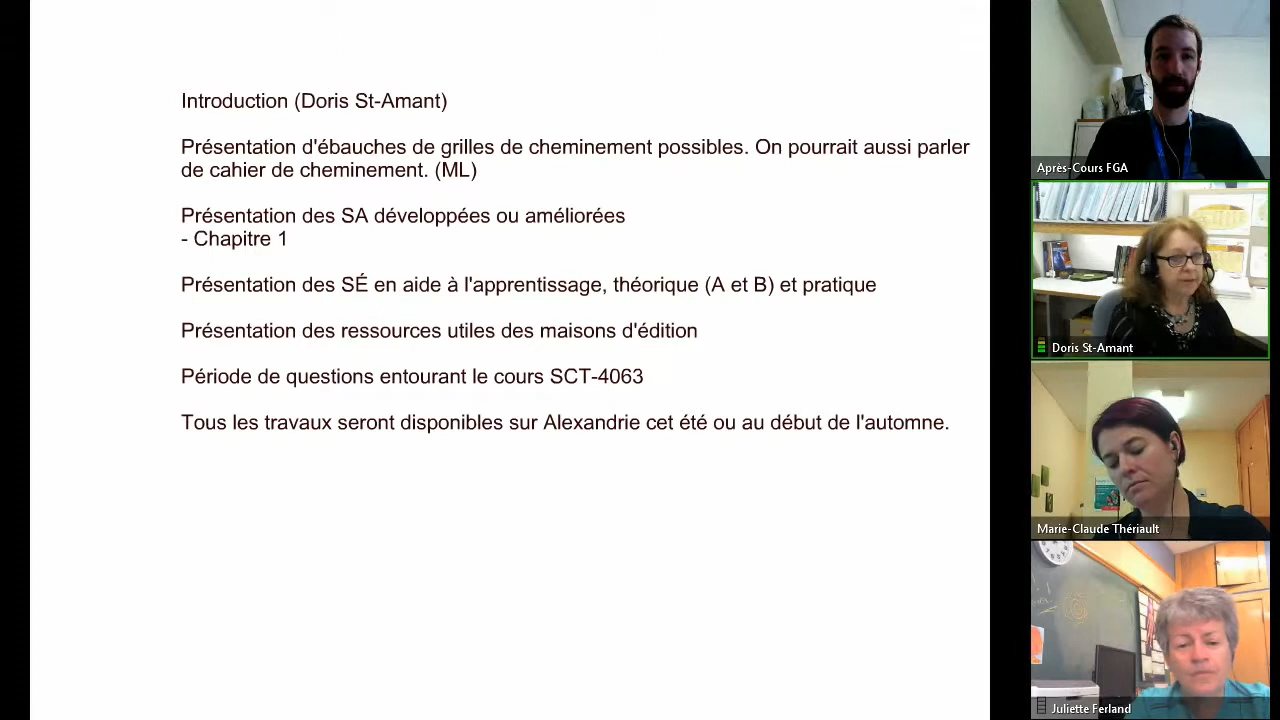 Introduction (Doris St-Amant)
Présentation d'ébauches de grilles de cheminement possibles. On pourrait aussi parler
de cahier de cheminement. (ML)
Présentation des SA développées ou améliorées
- Chapitre 1
Présentation des SÉ en aide à l'apprentissage, théorique (A et B) et pratique
Présentation des ressources utiles des maisons d'édition
Période de questions entourant le cours SCT-4063
Tous les travaux seront disponibles sur Alexandrie cet été ou au début de l'automne.
Après-Cours FGA
Doris St-Amant
Marie-Claude Thériault
Juliette Ferland